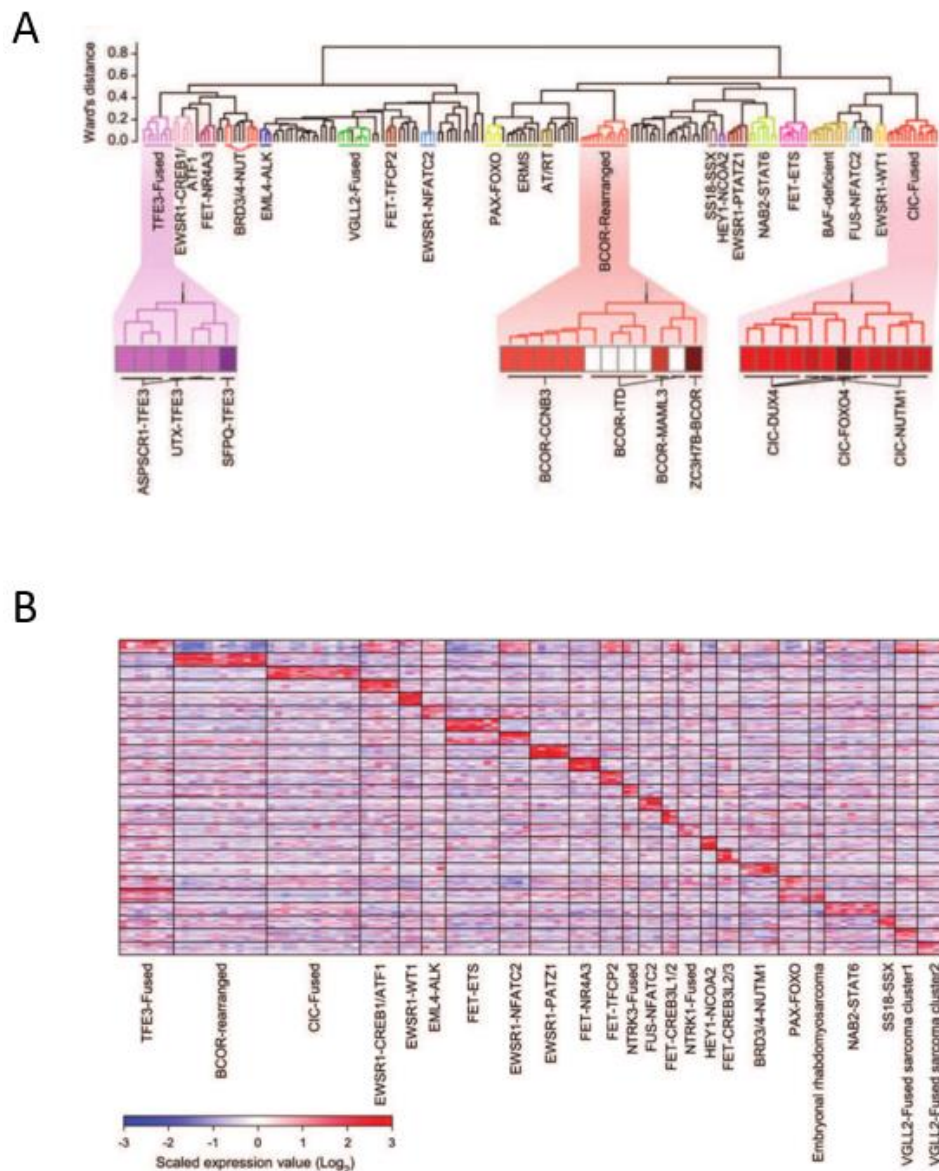 A
Ward's distance
0.8
0.6
0.4
0.2
0.0
TFE3-Fused
EWSR1-CREB1/
ATF1
FET-NR4A3
BRD3/4-NUT
EML4-ALK
VGLL2-Fused
FET-TFCP2
EWSR1-NFATC2
PAX-FOXO
ERMS
AT/RT
BCOR-Rearranged
SS18-SSX
HEY1-NCOA2
EWSR1-PTATZ1
NAB2-STAT6
FET-ETS
BAF-deficient
FUS-NFATC2
EWSR1-WT1
CIC-Fused
ASPSCR1-TFE3
UTX-TFE3
SFPQ-TFE3
BCOR-CCNB3
BCOR-ITD
BCOR-MAML3
ZC3H7B-BCOR
CIC-DUX4
CIC-FOXO4
CIC-NUTM1
B
TFE3-Fused
BCOR-rearranged
CIC-Fused
EWSR1-CREB1/ATF1
EWSR1-WT1
EML4-ALK
FET-ETS
EWSR1-NFATC2
EWSR1-PATZ1
FET-NR4A3
FET-TFCP2
NTRK3-Fused
FUS-NFATC2
FET-CREB3L1/2
NTRK1-Fused
HEY1-NCOA2
FET-CREB3L2/3
BRD3/4-NUTM1
PAX-FOXO
Embryonal rhabdomyosarcoma
NAB2-STAT6
SS18-SSX
VGLL2-Fused sarcoma cluster1
VGLL2-Fused sarcoma cluster2
-3 -2 -1 0 1 2 3
Scaled expression value (Log2)